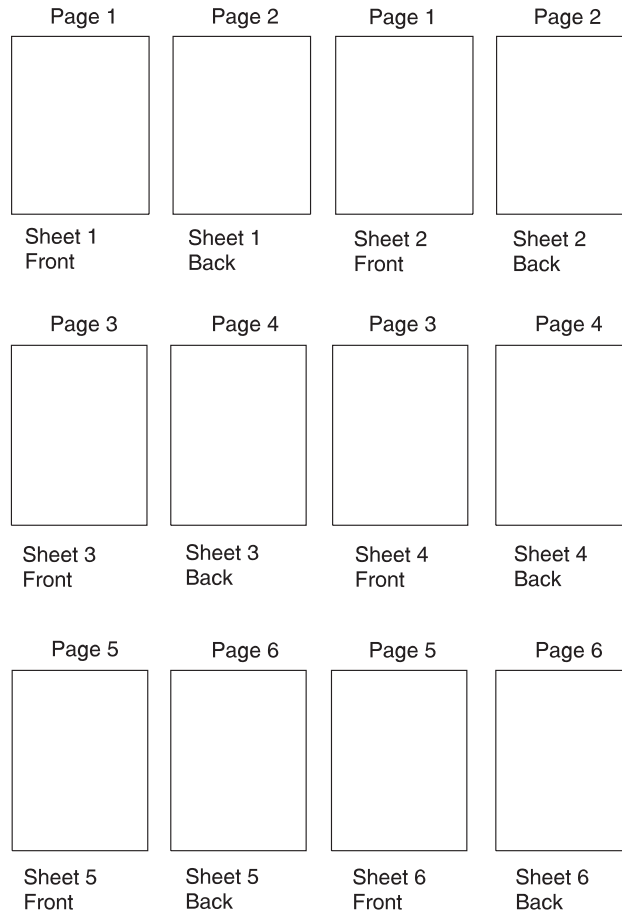 Page 1 Page 2 Page 1 Page 2
Sheet 1 Sheet 1 Sheet 2 Sheet 2
Front Back Front Back
Page 3 Page 4 Page 3 Page 4
Sheet 3 Sheet 3 Sheet 4 Sheet 4
Front Back Front Back
Page 5 Page 6 Page 5 Page 6
Sheet 5 Sheet 5 Sheet 6 Sheet 6
Front Back Front Back